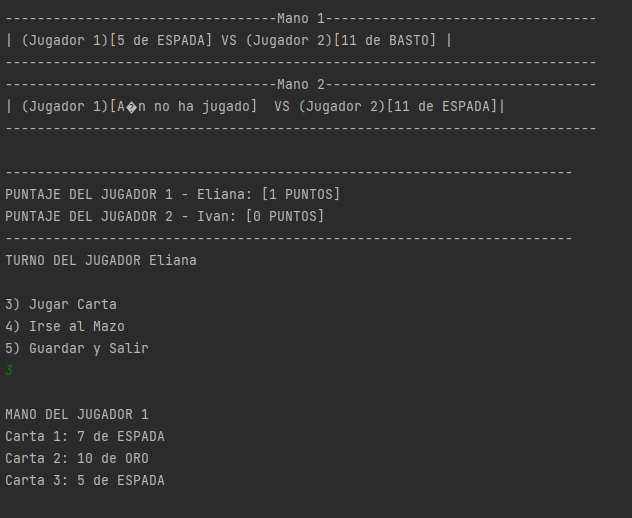 ----------------------------------Mano 1----------------------------------
| (Jugador 1)[5 de ESPADA] VS (Jugador 2)[11 de BASTO] |
--------------------------------------------------------------------------
----------------------------------Mano 2----------------------------------
| (Jugador 1)[A�n no ha jugado]  VS (Jugador 2)[11 de ESPADA]|
--------------------------------------------------------------------------
-----------------------------------------------------------------------
PUNTAJE DEL JUGADOR 1 - Eliana: [1 PUNTOS]
PUNTAJE DEL JUGADOR 2 - Ivan: [0 PUNTOS]
-----------------------------------------------------------------------
TURNO DEL JUGADOR Eliana
3) Jugar Carta
4) Irse al Mazo
5) Guardar y Salir
3
MANO DEL JUGADOR 1
Carta 1: 7 de ESPADA
Carta 2: 10 de ORO
Carta 3: 5 de ESPADA